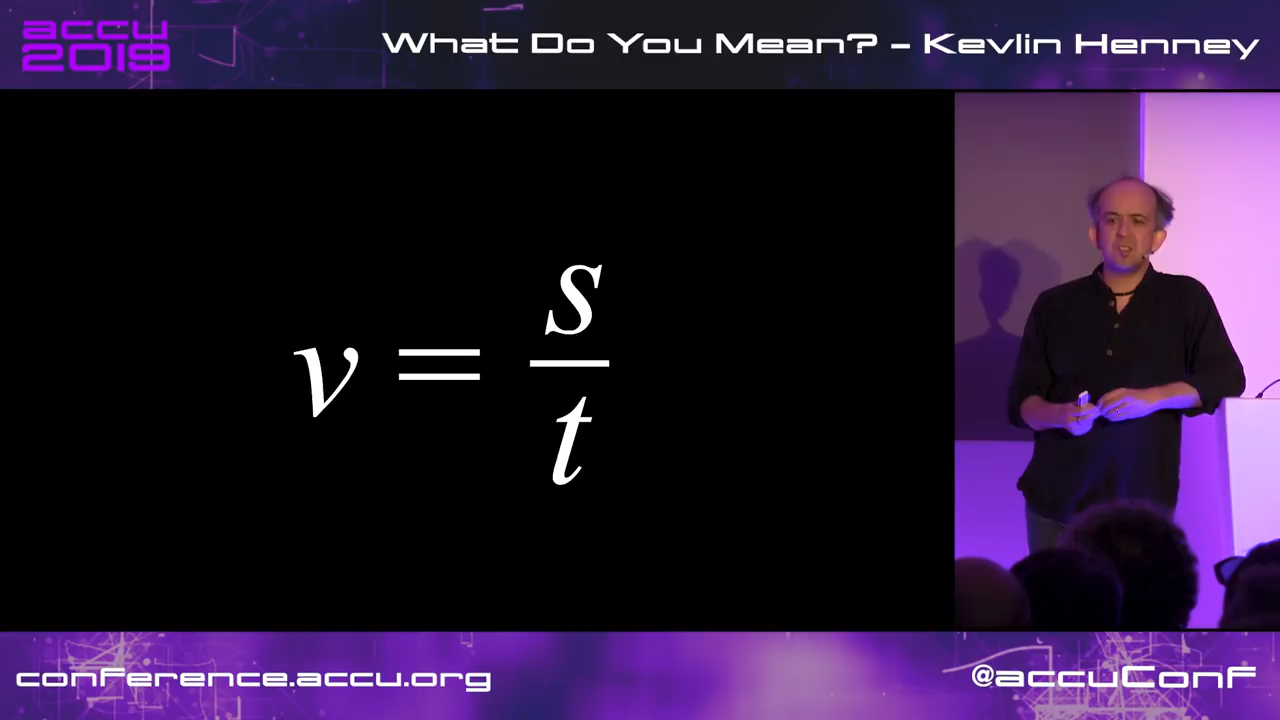 accu
2019
What Do You Mean? – Kevlin Henney
v = s/t
conference.accu.org
@accuConf